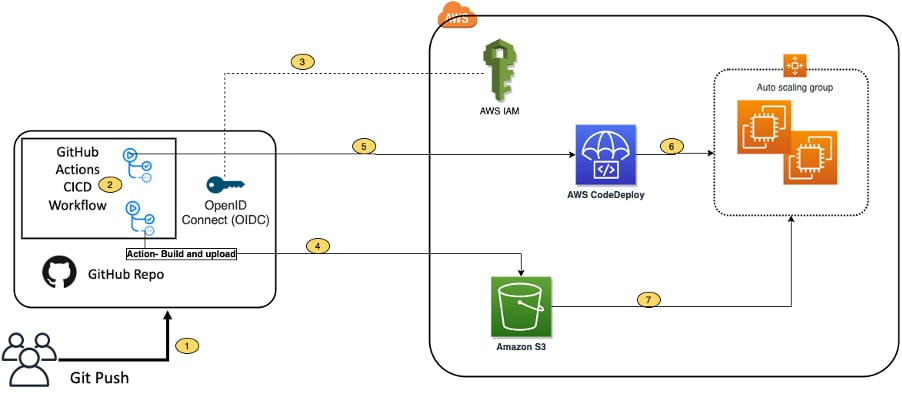 AWS
3
AWS IAM
Auto scaling group
GitHub
Actions
CICD
Workflow
2
5
6
AWS CodeDeploy
OpenID
Connect (OIDC)
Action- Build and upload
4
GitHub Repo
7
Amazon S3
1
Git Push